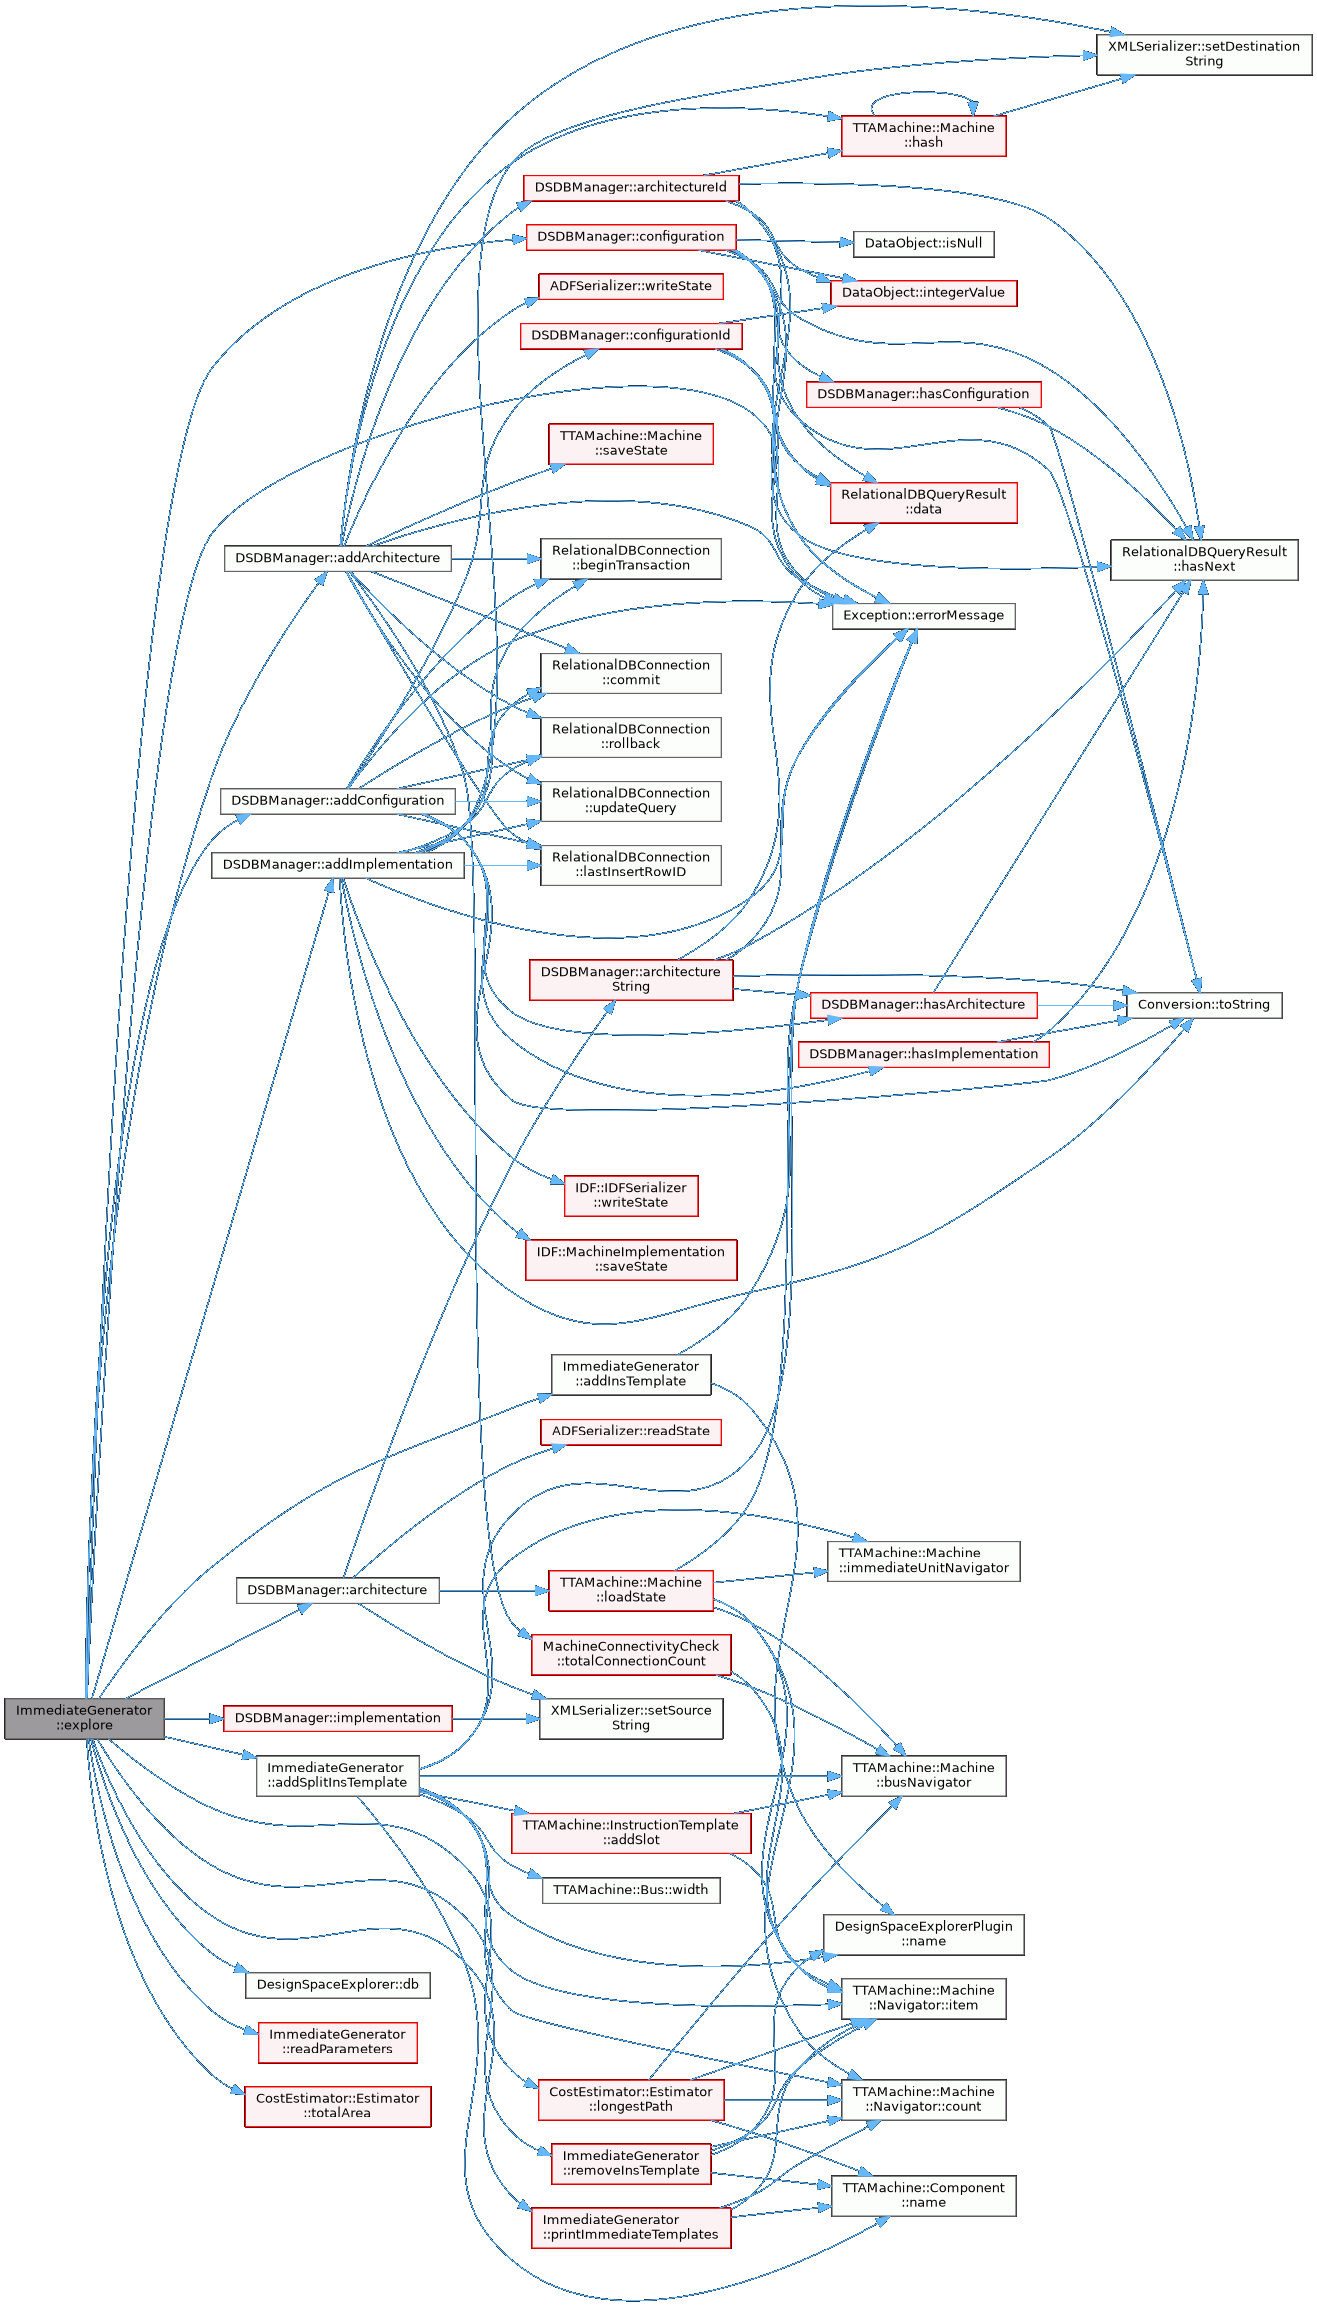 XMLSerializer::setDestination
String
TTAMachine::Machine
::hash
DSDBManager::architectureId
DSDBManager::configuration
DataObject::isNull
ADFSerializer::writeState
DataObject::integerValue
DSDBManager::configurationId
DSDBManager::hasConfiguration
TTAMachine::Machine
::saveState
RelationalDBQueryResult
::data
DSDBManager::addArchitecture
RelationalDBConnection
::beginTransaction
RelationalDBQueryResult
::hasNext
Exception::errorMessage
RelationalDBConnection
::commit
RelationalDBConnection
::rollback
DSDBManager::addConfiguration
RelationalDBConnection
::updateQuery
DSDBManager::addImplementation
RelationalDBConnection
::lastInsertRowID
DSDBManager::architecture
String
DSDBManager::hasArchitecture
Conversion::toString
DSDBManager::hasImplementation
IDF::IDFSerializer
::writeState
IDF::MachineImplementation
::saveState
ImmediateGenerator
::addInsTemplate
ADFSerializer::readState
TTAMachine::Machine
::immediateUnitNavigator
DSDBManager::architecture
TTAMachine::Machine
::loadState
MachineConnectivityCheck
::totalConnectionCount
ImmediateGenerator
::explore
DSDBManager::implementation
XMLSerializer::setSource
String
ImmediateGenerator
::addSplitInsTemplate
TTAMachine::Machine
::busNavigator
TTAMachine::InstructionTemplate
::addSlot
TTAMachine::Bus::width
DesignSpaceExplorerPlugin
::name
DesignSpaceExplorer::db
TTAMachine::Machine
::Navigator::item
ImmediateGenerator
::readParameters
CostEstimator::Estimator
::totalArea
CostEstimator::Estimator
::longestPath
TTAMachine::Machine
::Navigator::count
ImmediateGenerator
::removeInsTemplate
TTAMachine::Component
::name
ImmediateGenerator
::printImmediateTemplates